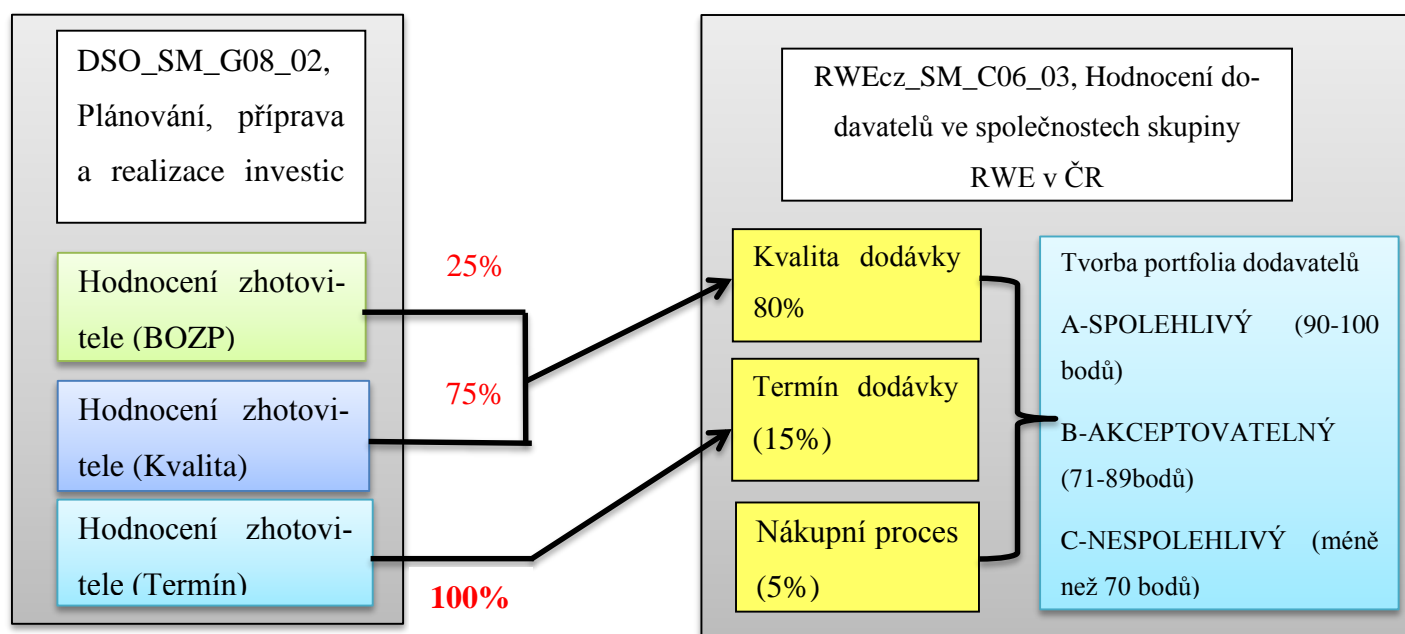 DSO_SM_G08_02,
Plánování, příprava
a realizace investic
Hodnocení zhotovi-
tele (BOZP)
Hodnocení zhotovi-
tele (Kvalita)
Hodnocení zhotovi-
tele (Termín)
25%
75%
100%
RWEcz_SM_C06_03, Hodnocení do-
davatelů ve společnostech skupiny
RWE v ČR
Kvalita dodávky
80%
Termín dodávky
(15%)
Nákupní proces
(5%)
Tvorba portfolia dodavatelů
A-SPOLEHLIVÝ (90-100
bodů)
B-AKCEPTOVATELNÝ
(71-89bodů)
C-NESPOLEHLIVÝ (méně
než 70 bodů)